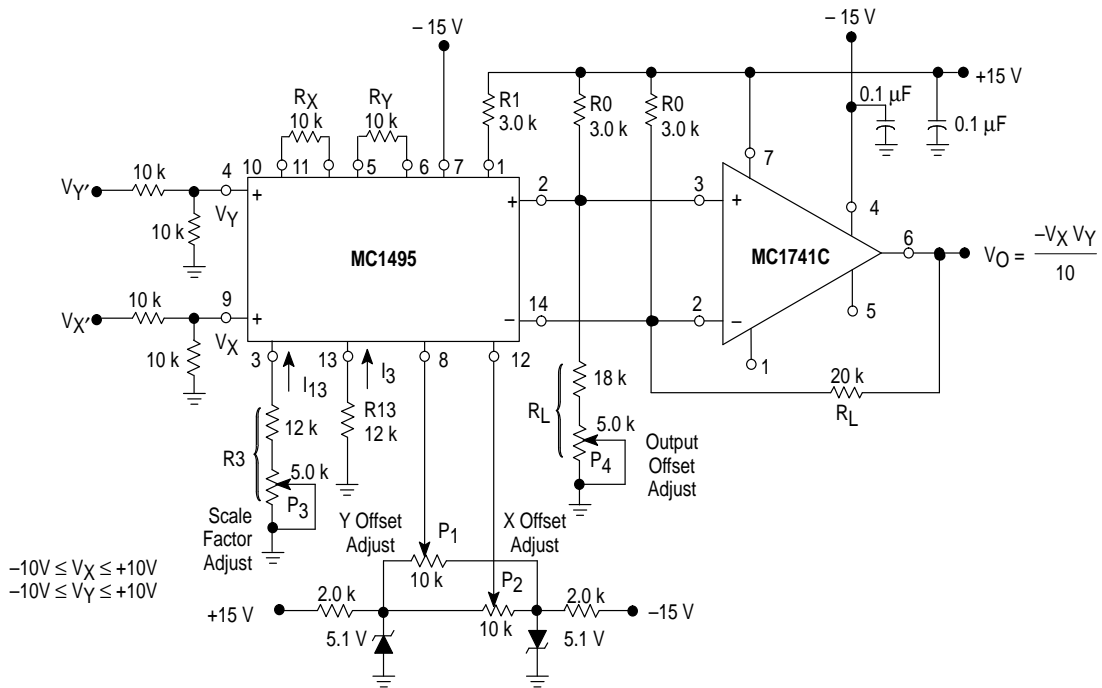 – 15 V
– 15 V
+15 V
RX
10 k
RY
10 k
R1
3.0 k
R0
3.0 k
R0
3.0 k
0.1 µF
0.1 µF
10
11
5
6
7
1
VY′
10 k
4
+
VY
10 k
2
+
3
+
7
4
MC1495
MC1741C
6
VO = –VX VY
10
VX′
10 k
9
+
VX
10 k
14
–
2
–
5
1
3
I13
13
I3
8
12
R3
12 k
5.0 k
P3
R13
12 k
RL
18 k
5.0 k
P4
Output
Offset
Adjust
20 k
RL
Scale
Factor
Adjust
Y Offset
Adjust
P1
10 k
X Offset
Adjust
P2
10 k
–10V ≤ VX ≤ +10V
–10V ≤ VY ≤ +10V
+15 V
2.0 k
2.0 k
–15 V
5.1 V
5.1 V